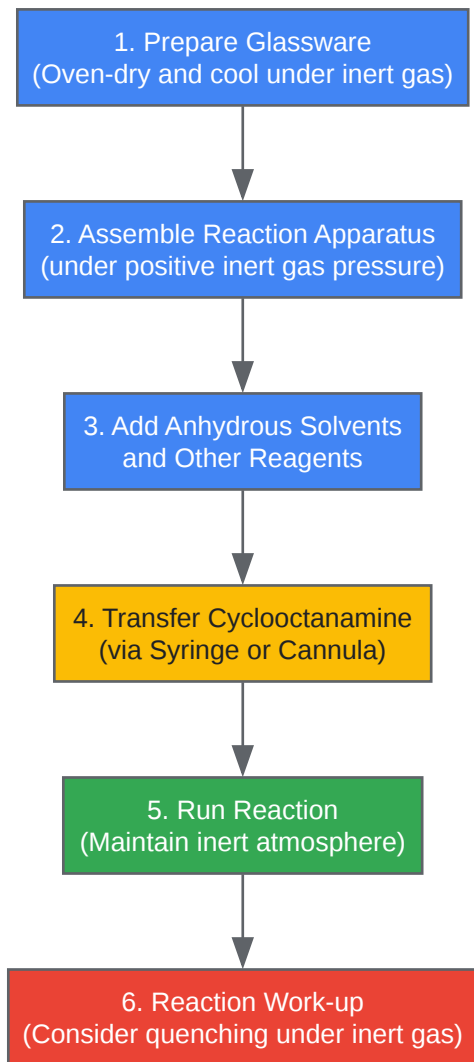 1. Prepare Glassware
(Oven-dry and cool under inert gas)
2. Assemble Reaction Apparatus
(under positive inert gas pressure)
3. Add Anhydrous Solvents
and Other Reagents
4. Transfer Cyclooctanamine
(via Syringe or Cannula)
5. Run Reaction
(Maintain inert atmosphere)
6. Reaction Work-up
(Consider quenching under inert gas)